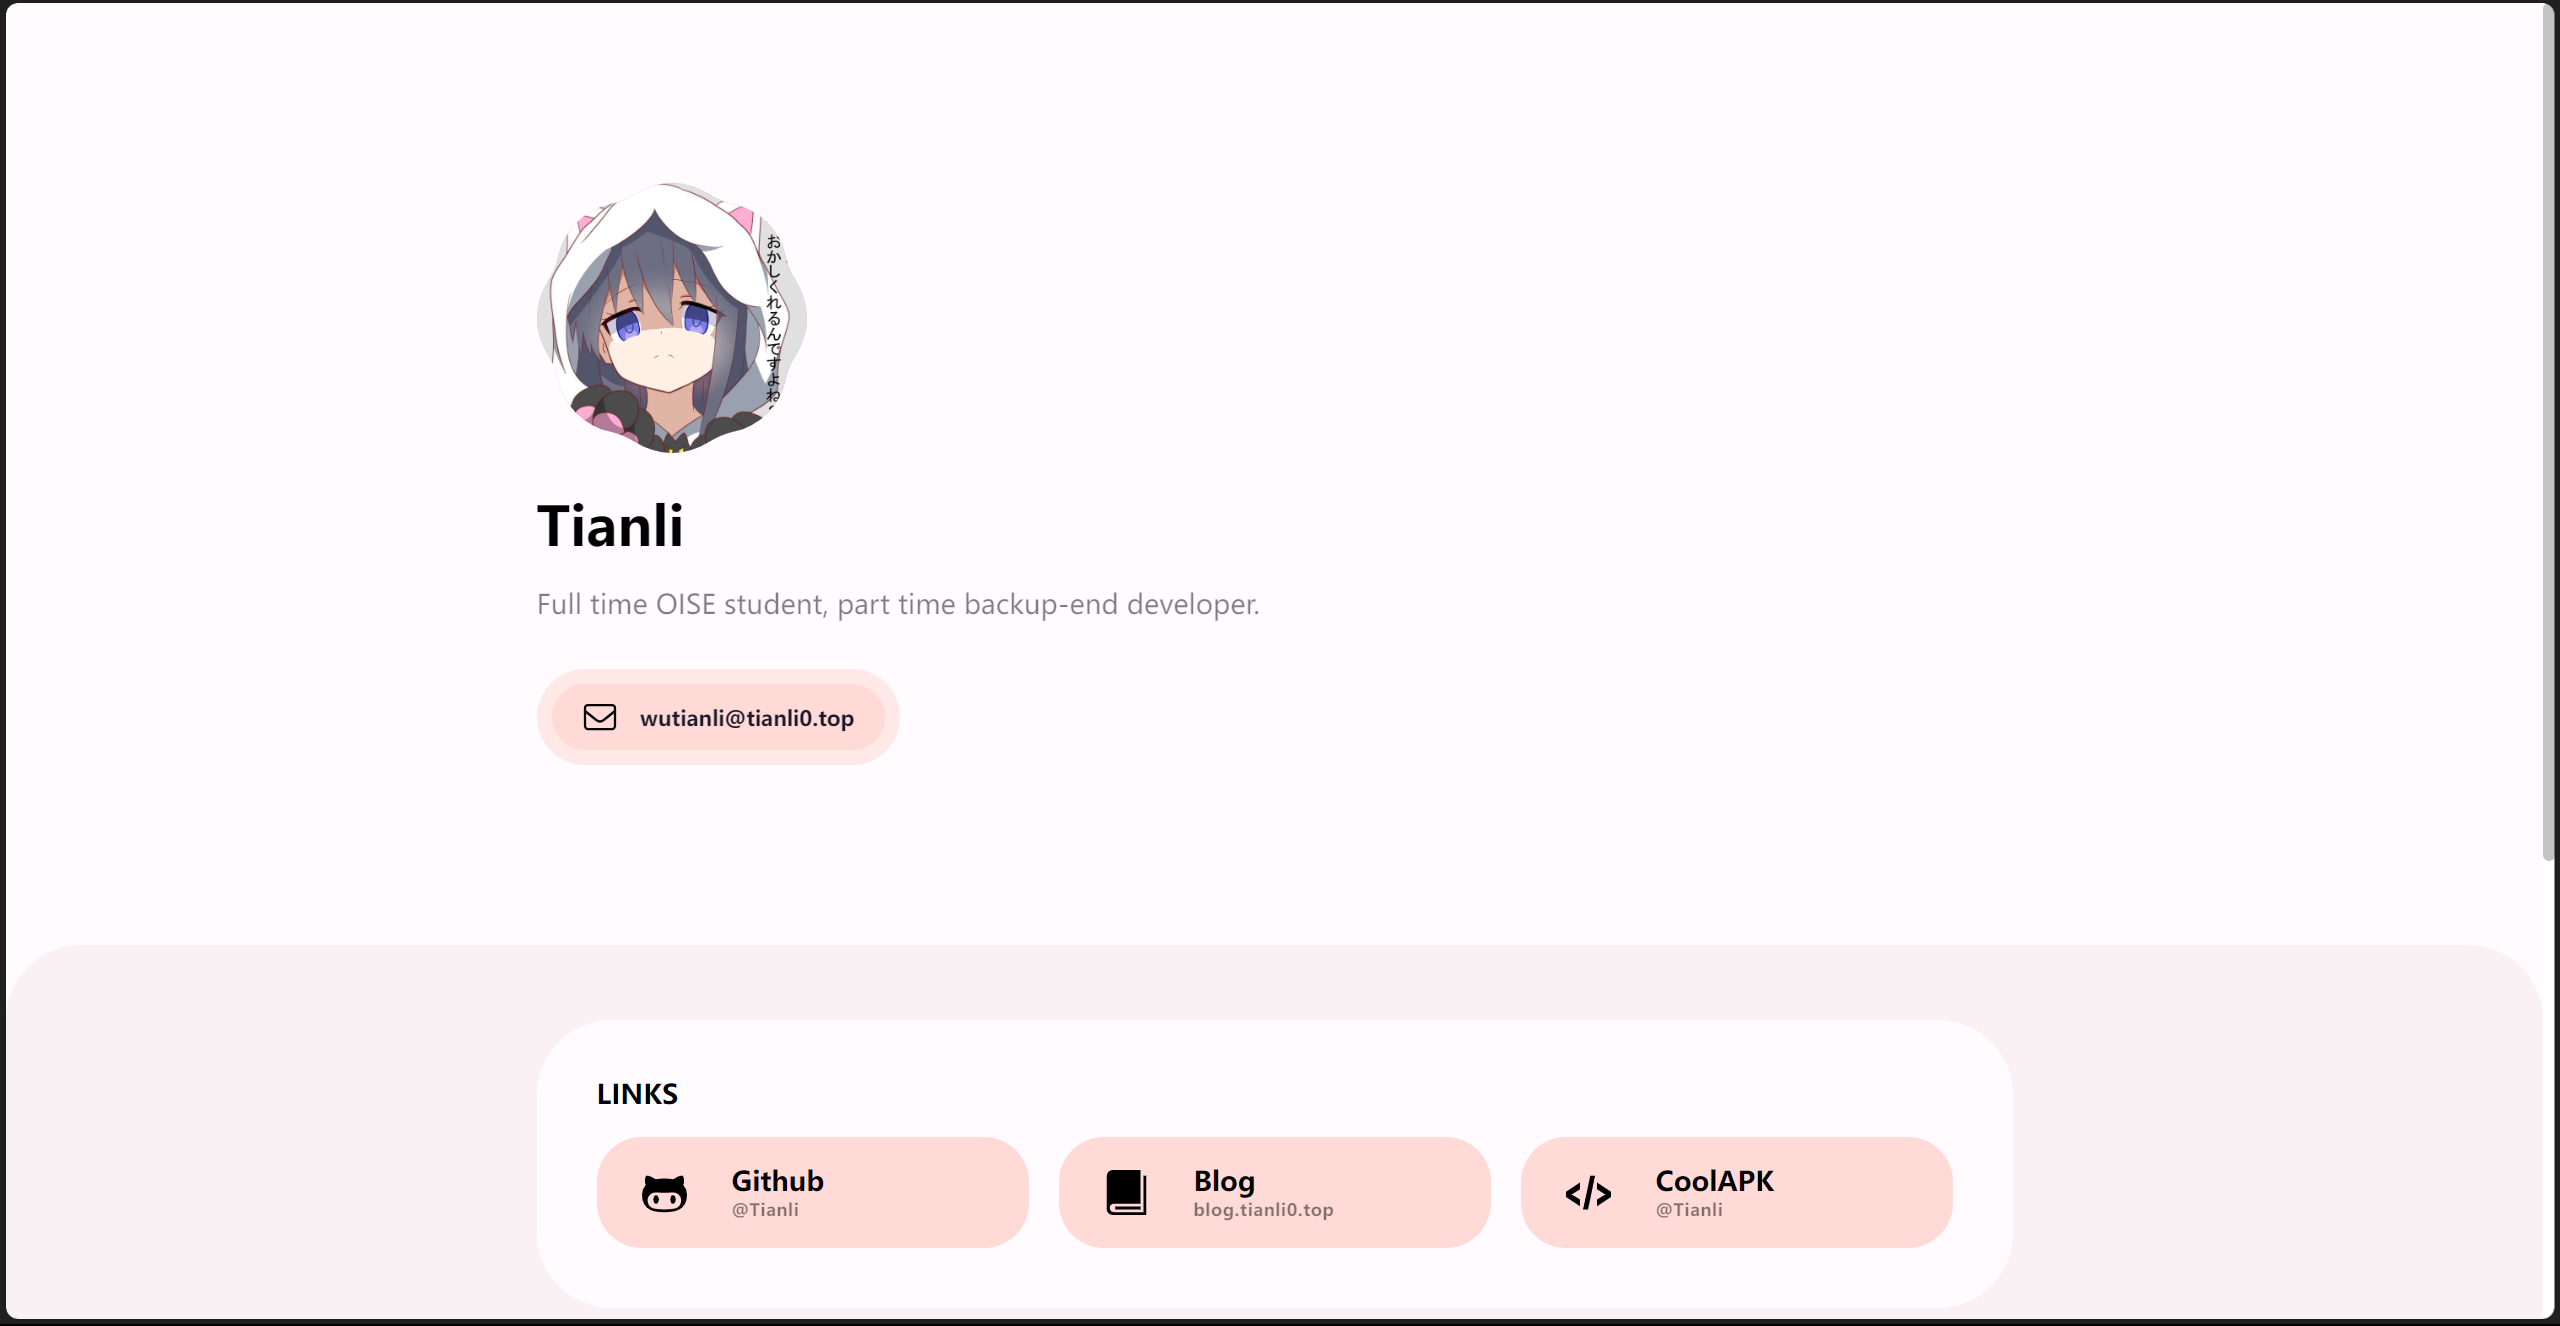 おかしくれるんですよね
Tianli
Full time OISE student, part time backup-end developer.
wutianli@tianli0.top
LINKS
Github
@Tianli
Blog
blog.tianli0.top
CoolAPK
@Tianli